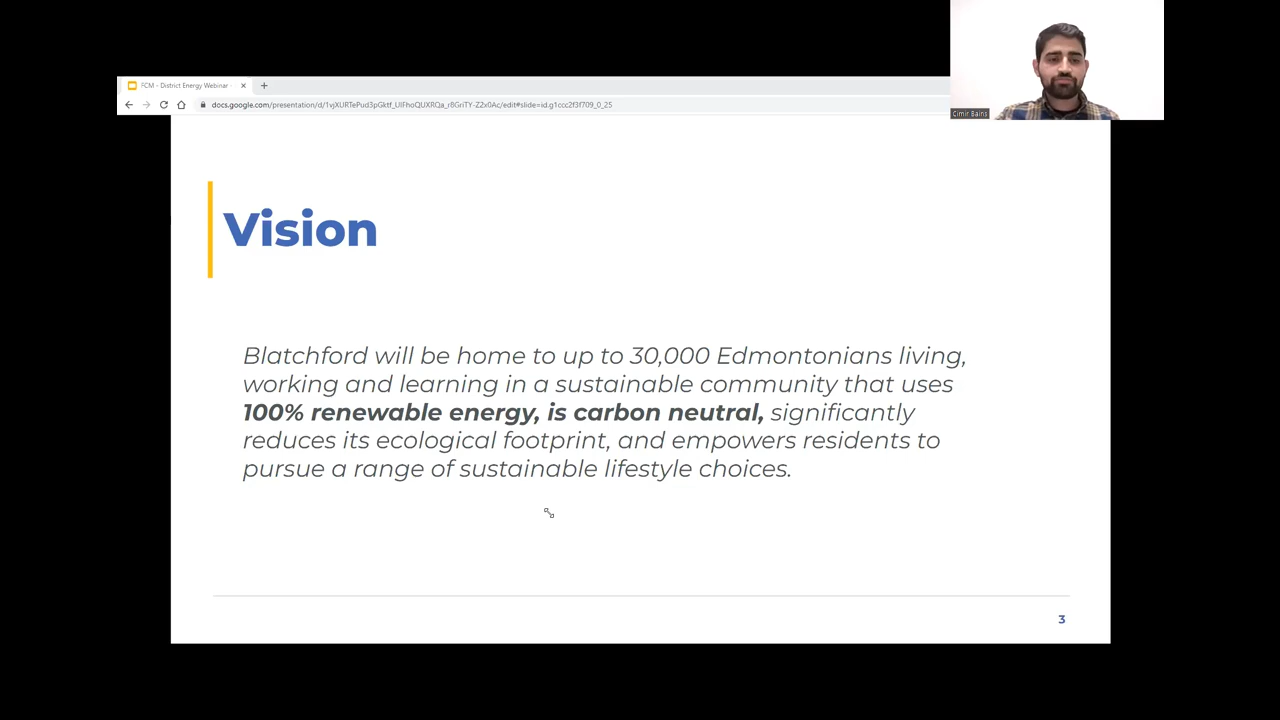 FCM - District Energy Webinar
docs.google.com/presentation/d/1vjXURTePud3pGktf_UIFhoQUXRQa_r8GriTY-Z2x0Ac/edit#slide=id.g1ccc2f3f709_0_25
Cimir Bains
Vision
Blatchford will be home to up to 30,000 Edmontonians living,
working and learning in a sustainable community that uses
100% renewable energy, is carbon neutral, significantly
reduces its ecological footprint, and empowers residents to
pursue a range of sustainable lifestyle choices.
3